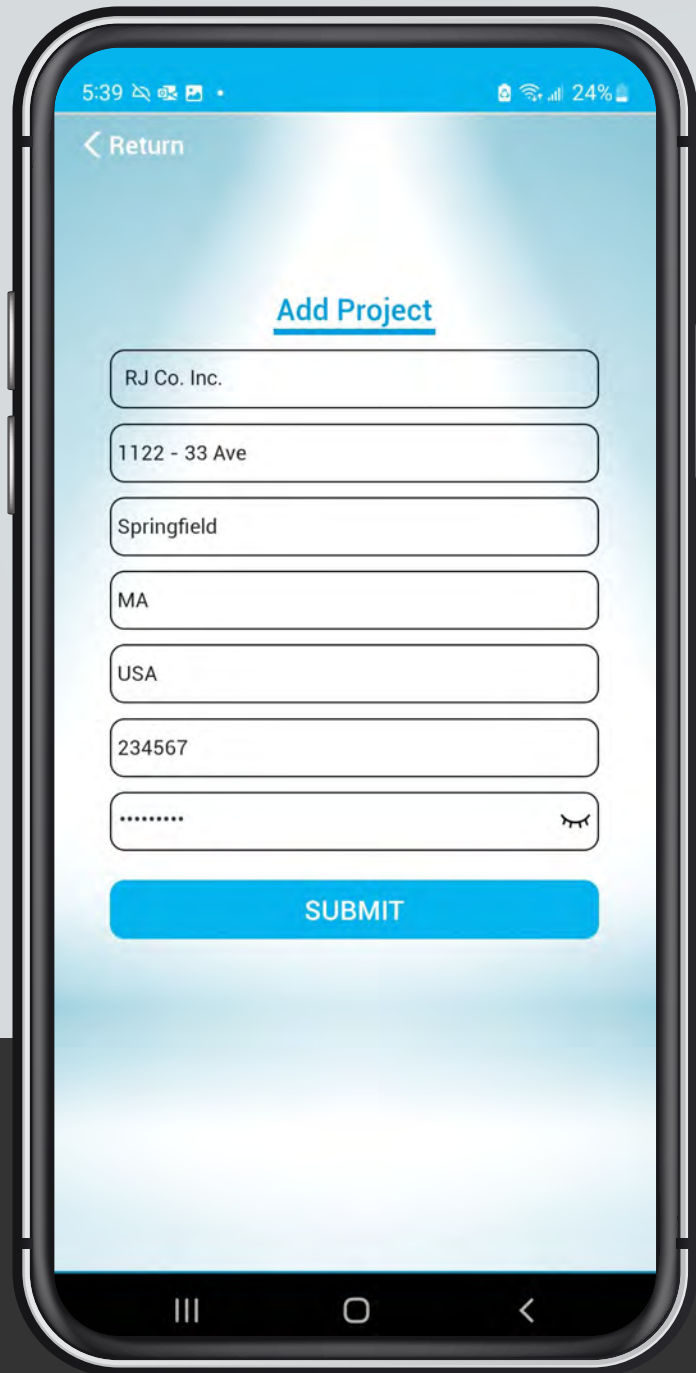 5:39
24%
Return
Add Project
RJ Co. Inc.
1122 - 33 Ave
Springfield
MA
USA
234567
•••••••••
SUBMIT